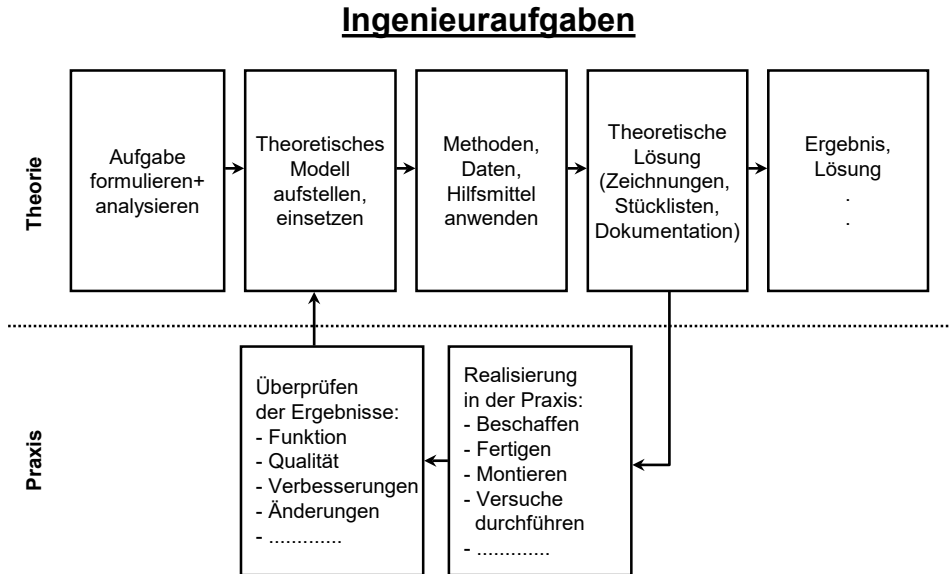 Ingenieuraufgaben
Theorie
Aufgabe
formulieren+
analysieren
Theoretisches
Modell
aufstellen,
einsetzen
Methoden,
Daten,
Hilfsmittel
anwenden
Theoretische
Lösung
(Zeichnungen,
Stücklisten,
Dokumentation)
Ergebnis,
Lösung
.
.
Praxis
Überprüfen
der Ergebnisse:
- Funktion
- Qualität
- Verbesserungen
- Änderungen
- .............
Realisierung
in der Praxis:
- Beschaffen
- Fertigen
- Montieren
- Versuche
durchführen
- .............